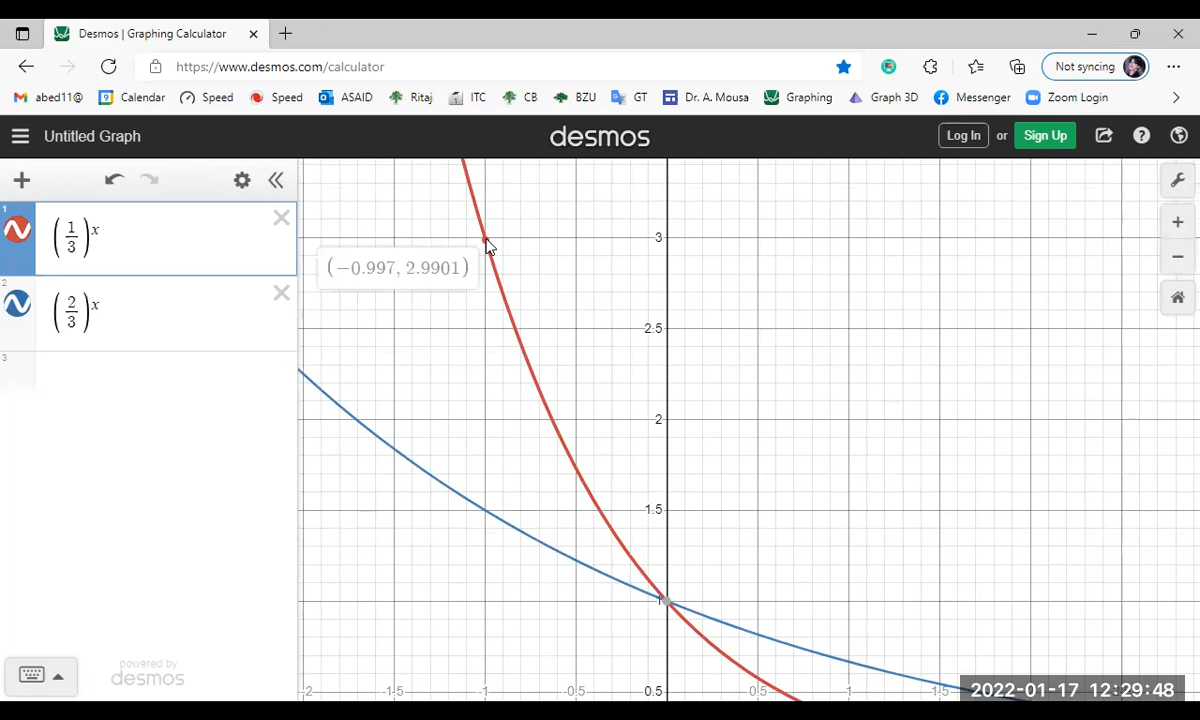 Desmos | Graphing Calculator
https://www.desmos.com/calculator
Not syncing
abed11@ Calendar Speed Speed ASAID Ritaj ITC CB BZU GT Dr. A. Mousa Graphing Graph 3D Messenger Zoom Login
Untitled Graph
desmos
Log In or Sign Up
1
(1/3)^x
2
(2/3)^x
3
3
(−0.997, 2.9901)
2.5
2
1.5
1
-2 -1.5 -1 -0.5 0.5 0.5 1 1.5
powered by
desmos
2022-01-17 12:29:48